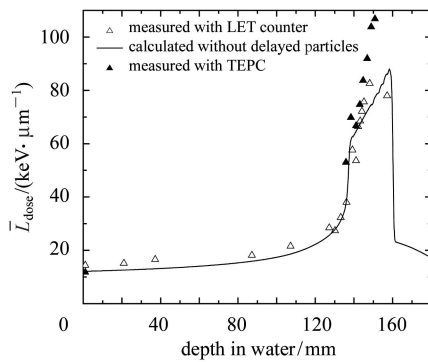 100
80
60
40
20
△ measured with LET counter
— calculated without delayed particles
▲ measured with TEPC
L̄dose/(keV· μm⁻¹)
0 40 80 120 160
depth in water/mm